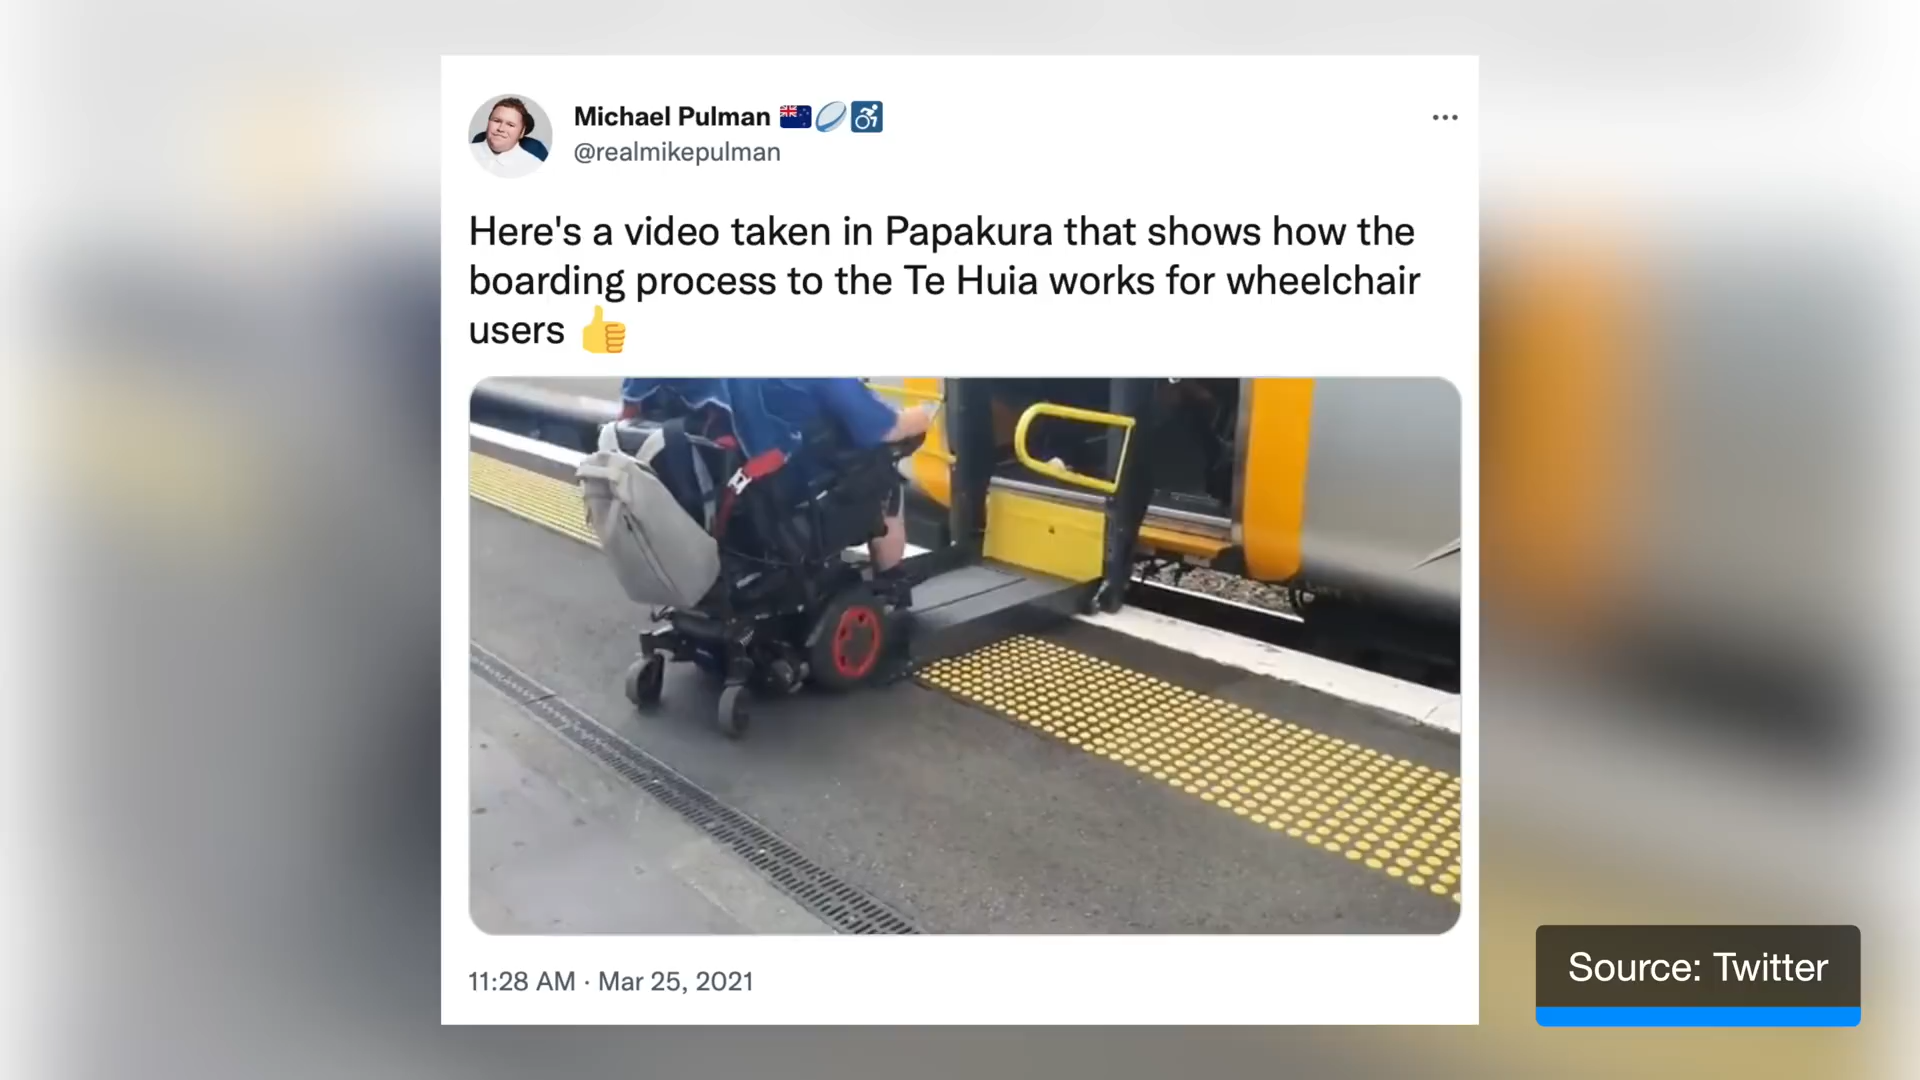 Michael Pulman 🇳🇿🏉♿
@realmikepulman
Here's a video taken in Papakura that shows how the
boarding process to the Te Huia works for wheelchair
users 👍
11:28 AM · Mar 25, 2021
Source: Twitter